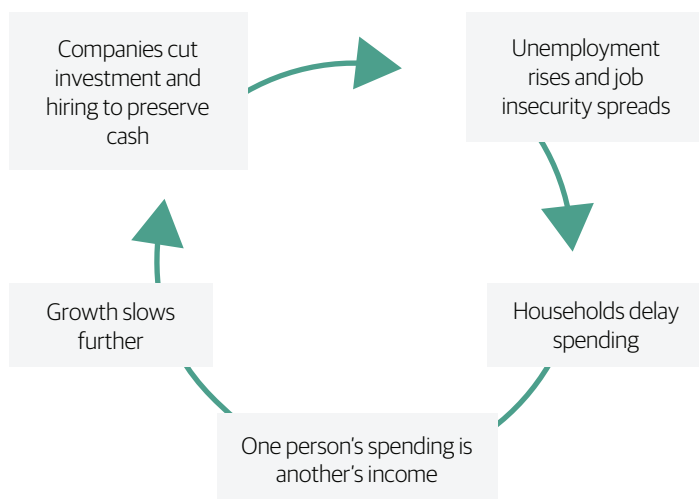 Companies cut
investment and
hiring to preserve
cash
Unemployment
rises and job
insecurity spreads
Households delay
spending
One person’s spending is
another’s income
Growth slows
further